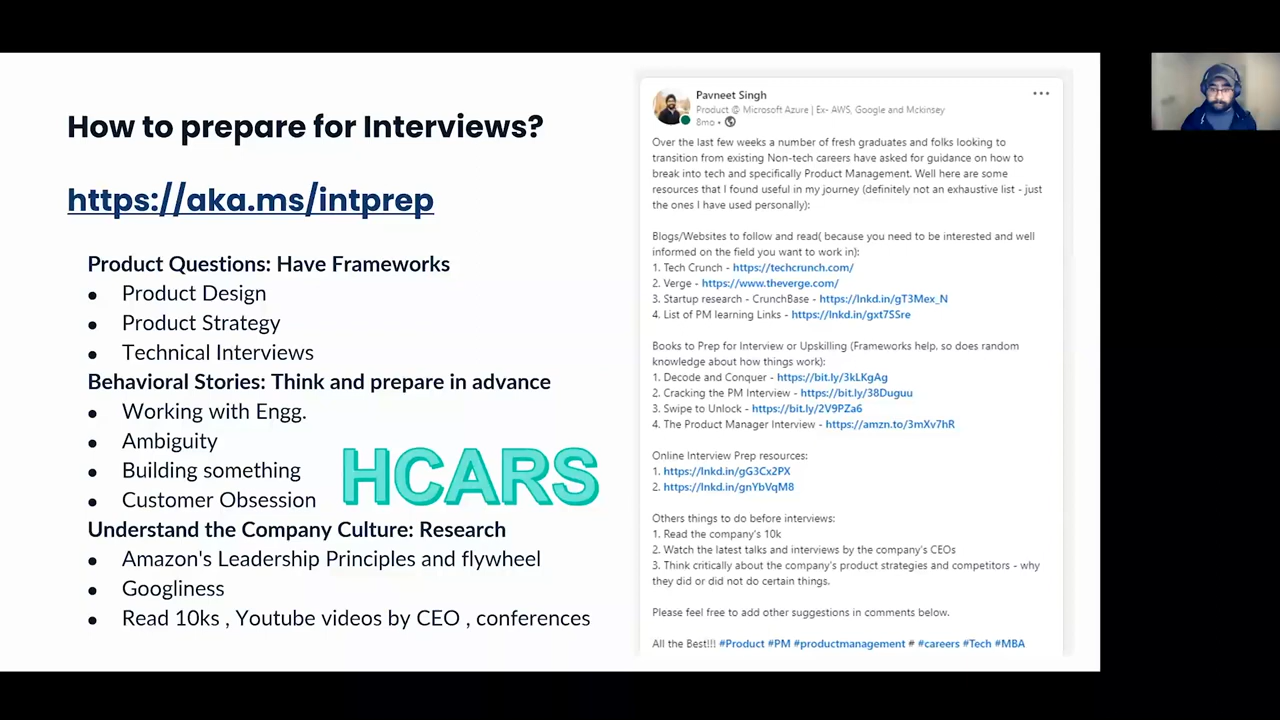 How to prepare for Interviews?
https://aka.ms/intprep
Product Questions: Have Frameworks
● Product Design
● Product Strategy
● Technical Interviews
Behavioral Stories: Think and prepare in advance
● Working with Engg.
● Ambiguity
● Building something
● Customer Obsession
HCARS
Understand the Company Culture: Research
● Amazon's Leadership Principles and flywheel
● Googliness
● Read 10ks , Youtube videos by CEO , conferences
Pavneet Singh
Product @ Microsoft Azure | Ex- AWS, Google and Mckinsey
8mo •
Over the last few weeks a number of fresh graduates and folks looking to
transition from existing Non-tech careers have asked for guidance on how to
break into tech and specifically Product Management. Well here are some
resources that I found useful in my journey (definitely not an exhaustive list - just
the ones I have used personally):
Blogs/Websites to follow and read( because you need to be interested and well
informed on the field you want to work in):
1. Tech Crunch - https://techcrunch.com/
2. Verge - https://www.theverge.com/
3. Startup research - CrunchBase - https://lnkd.in/gT3Mex_N
4. List of PM learning Links - https://lnkd.in/gxt7SSre
Books to Prep for Interview or Upskilling (Frameworks help, so does random
knowledge about how things work):
1. Decode and Conquer - https://bit.ly/3kLKgAg
2. Cracking the PM Interview - https://bit.ly/38Duguu
3. Swipe to Unlock - https://bit.ly/2V9PZa6
4. The Product Manager Interview - https://amzn.to/3mXv7hR
Online Interview Prep resources:
1. https://lnkd.in/gG3Cx2PX
2. https://lnkd.in/gnYbVqM8
Others things to do before interviews:
1. Read the company's 10k
2. Watch the latest talks and interviews by the company's CEOs
3. Think critically about the company's product strategies and competitors - why
they did or did not do certain things.
Please feel free to add other suggestions in comments below.
All the Best!!! #Product #PM #productmanagement # #careers #Tech #MBA